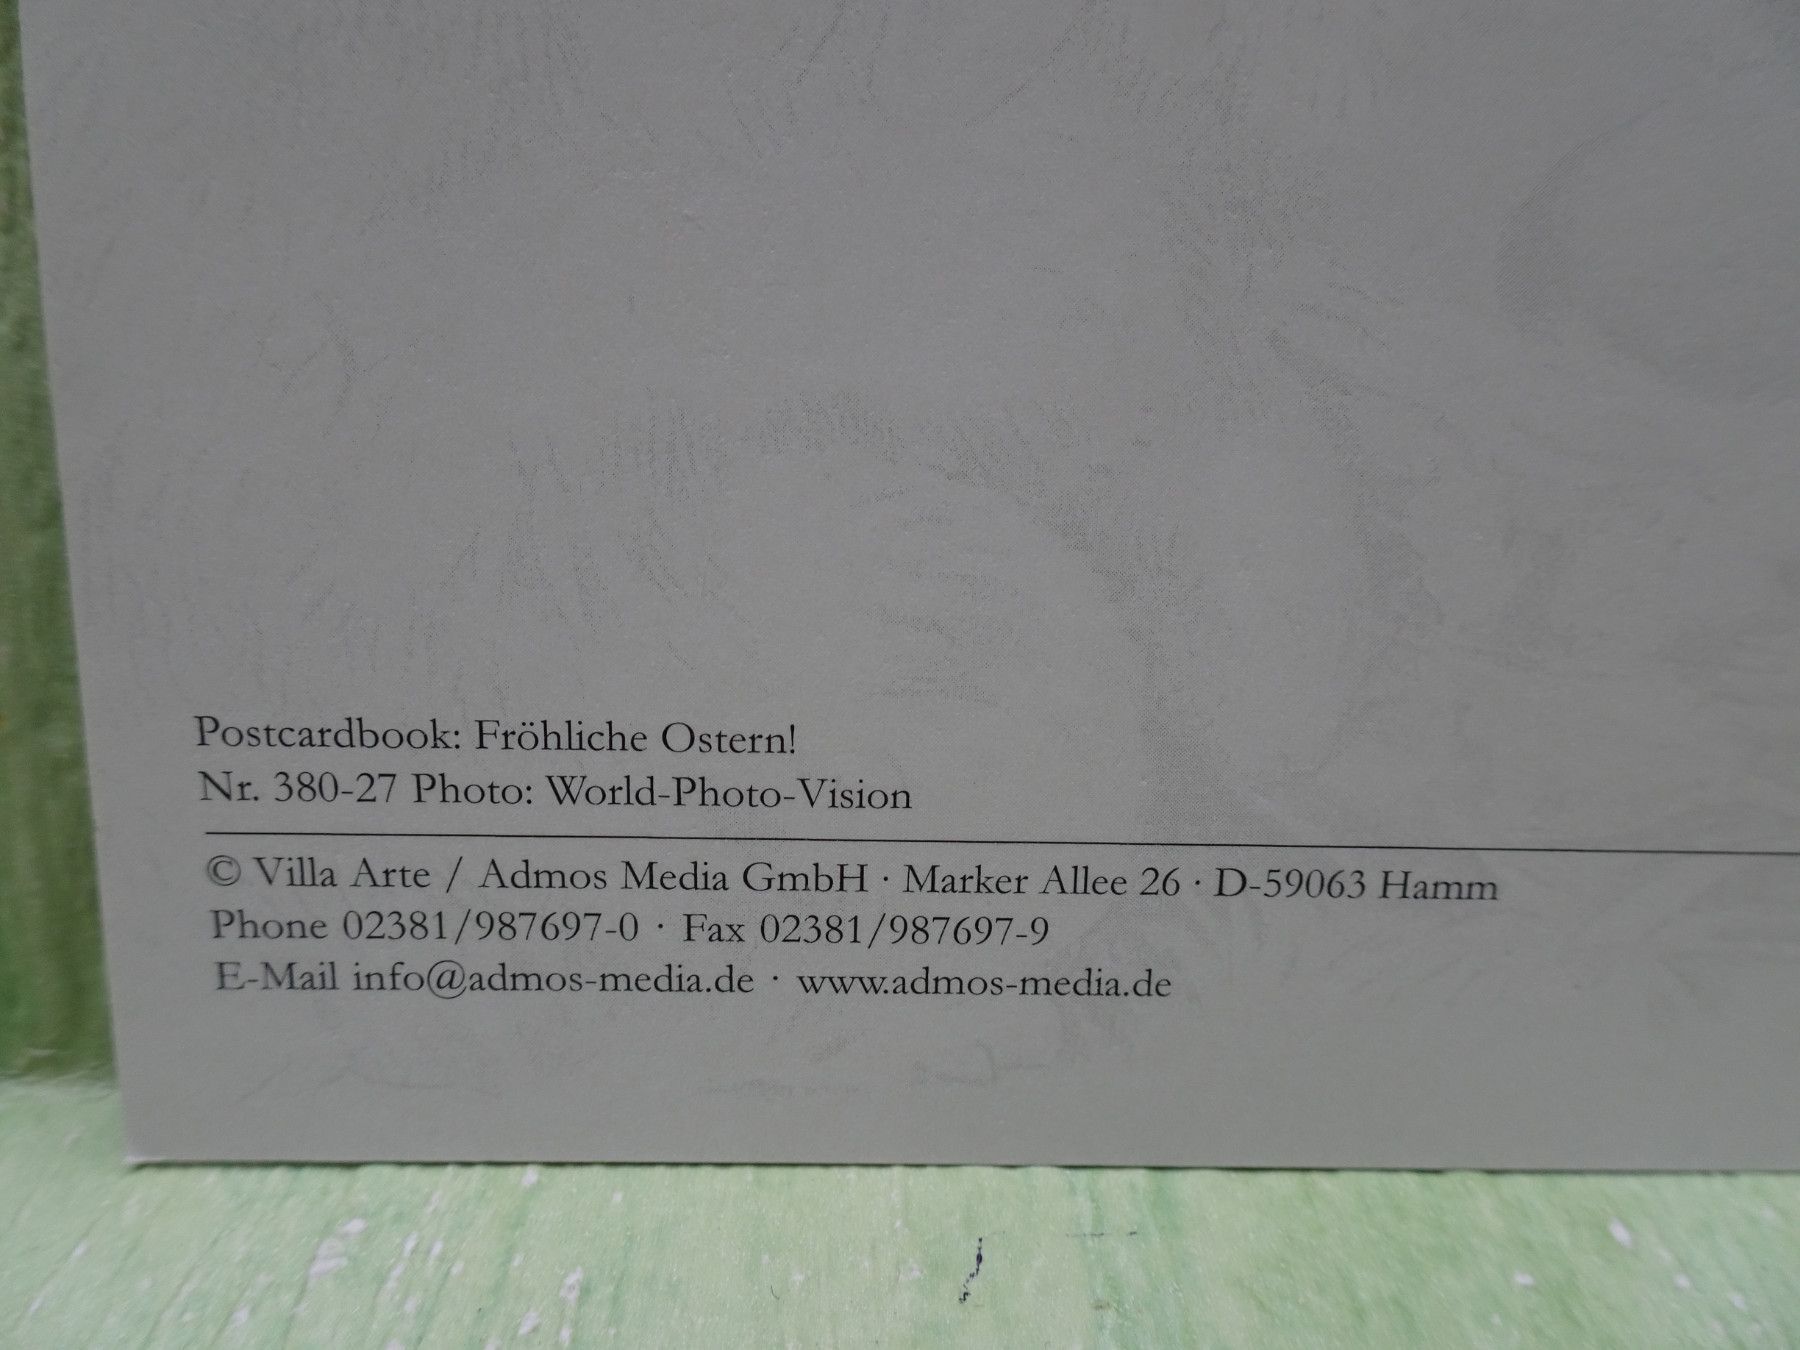 Postcardbook: Fröhliche Ostern!
Nr. 380-27 Photo: World-Photo-Vision
© Villa Arte / Admos Media GmbH · Marker Allee 26 · D-59063 Hamm
Phone 02381/987697-0 · Fax 02381/987697-9
E-Mail info@admos-media.de · www.admos-media.de